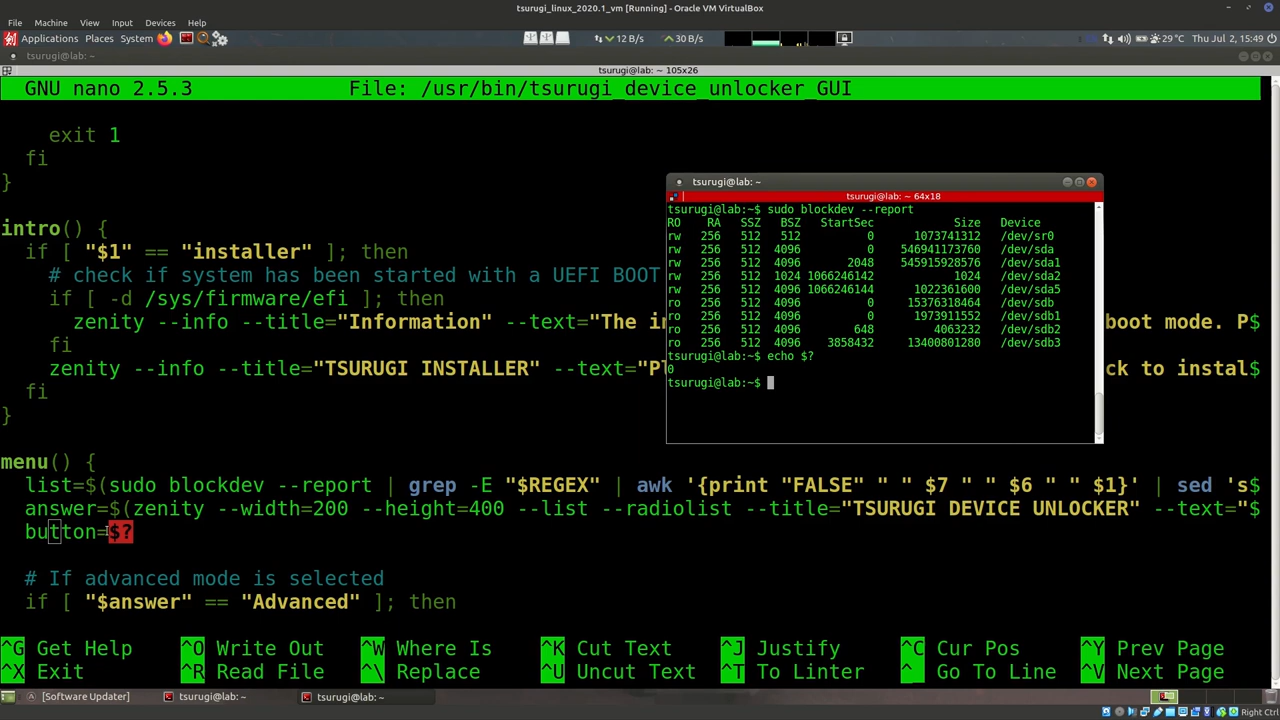 tsurugi_linux_2020.1_vm [Running] - Oracle VM VirtualBox
File Machine View Input Devices Help
Applications Places System 12 B/s 30 B/s 29 °C Thu Jul 2, 15:49
tsurugi@lab: ~
tsurugi@lab: ~ 105x26
GNU nano 2.5.3 File: /usr/bin/tsurugi_device_unlocker_GUI
exit 1
fi
}
intro() {
if [ "$1" == "installer" ]; then
# check if system has been started with a UEFI BOOT
if [ -d /sys/firmware/efi ]; then
zenity --info --title="Information" --text="The in boot mode. P$
fi
zenity --info --title="TSURUGI INSTALLER" --text="Pl ck to instal$
fi
}
menu() {
list=$(sudo blockdev --report | grep -E "$REGEX" | awk '{print "FALSE" " " $7 " " $6 " " $1}' | sed 's$
answer=$(zenity --width=200 --height=400 --list --radiolist --title="TSURUGI DEVICE UNLOCKER" --text="$
button=$?
# If advanced mode is selected
if [ "$answer" == "Advanced" ]; then
^G Get Help ^O Write Out ^W Where Is ^K Cut Text ^J Justify ^C Cur Pos ^Y Prev Page
^X Exit ^R Read File ^\ Replace ^U Uncut Text ^T To Linter ^_ Go To Line ^V Next Page
tsurugi@lab: ~
tsurugi@lab: ~ 64x18
tsurugi@lab:~$ sudo blockdev --report
RO RA SSZ BSZ StartSec Size Device
rw 256 512 512 0 1073741312 /dev/sr0
rw 256 512 4096 0 546941173760 /dev/sda
rw 256 512 4096 2048 545915928576 /dev/sda1
rw 256 512 1024 1066246142 1024 /dev/sda2
rw 256 512 4096 1066246144 1022361600 /dev/sda5
ro 256 512 4096 0 15376318464 /dev/sdb
ro 256 512 4096 0 1973911552 /dev/sdb1
ro 256 512 4096 648 4063232 /dev/sdb2
ro 256 512 4096 3858432 13400801280 /dev/sdb3
tsurugi@lab:~$ echo $?
0
tsurugi@lab:~$
[Software Updater] tsurugi@lab: ~ tsurugi@lab: ~
Right Ctrl